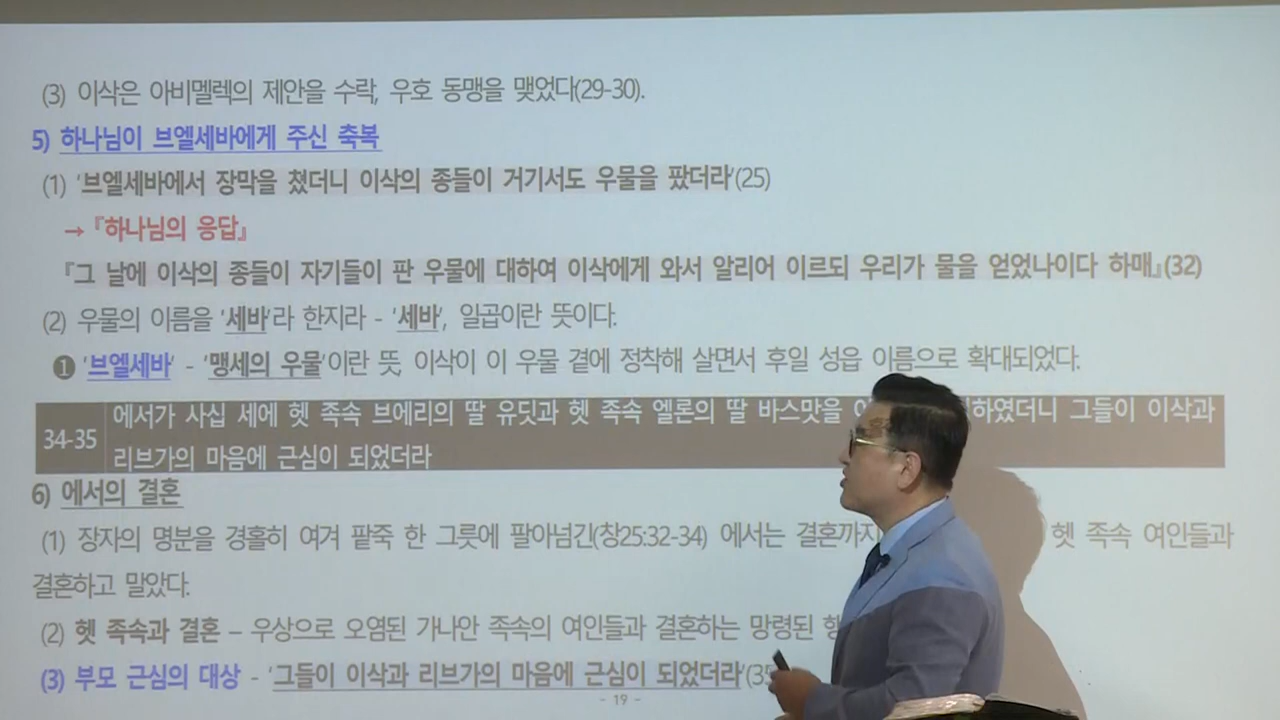 (3) 이삭은 아비멜렉의 제안을 수락, 우호 동맹을 맺었다(29-30).
5) 하나님이 브엘세바에게 주신 축복
(1) '브엘세바에서 장막을 쳤더니 이삭의 종들이 거기서도 우물을 팠더라'(25)
→『하나님의 응답』
『그 날에 이삭의 종들이 자기들이 판 우물에 대하여 이삭에게 와서 알리어 이르되 우리가 물을 얻었나이다 하매』(32)
(2) 우물의 이름을 '세바'라 한지라 - '세바', 일곱이란 뜻이다.
❶ '브엘세바' - '맹세의 우물'이란 뜻, 이삭이 이 우물 곁에 정착해 살면서 후일 성읍 이름으로 확대되었다.
34-35 에서가 사십 세에 헷 족속 브에리의 딸 유딧과 헷 족속 엘론의 딸 바스맛을 그들이 이삭과
리브가의 마음에 근심이 되었더라
6) 에서의 결혼
(1) 장자의 명분을 경홀히 여겨 팥죽 한 그릇에 팔아넘긴(창25:32-34) 에서는 결혼까지 헷 족속 여인들과
결혼하고 말았다.
(2) 헷 족속과 결혼 – 우상으로 오염된 가나안 족속의 여인들과 결혼하는 망령된
(3) 부모 근심의 대상 - '그들이 이삭과 리브가의 마음에 근심이 되었더라'(35
- 19 -